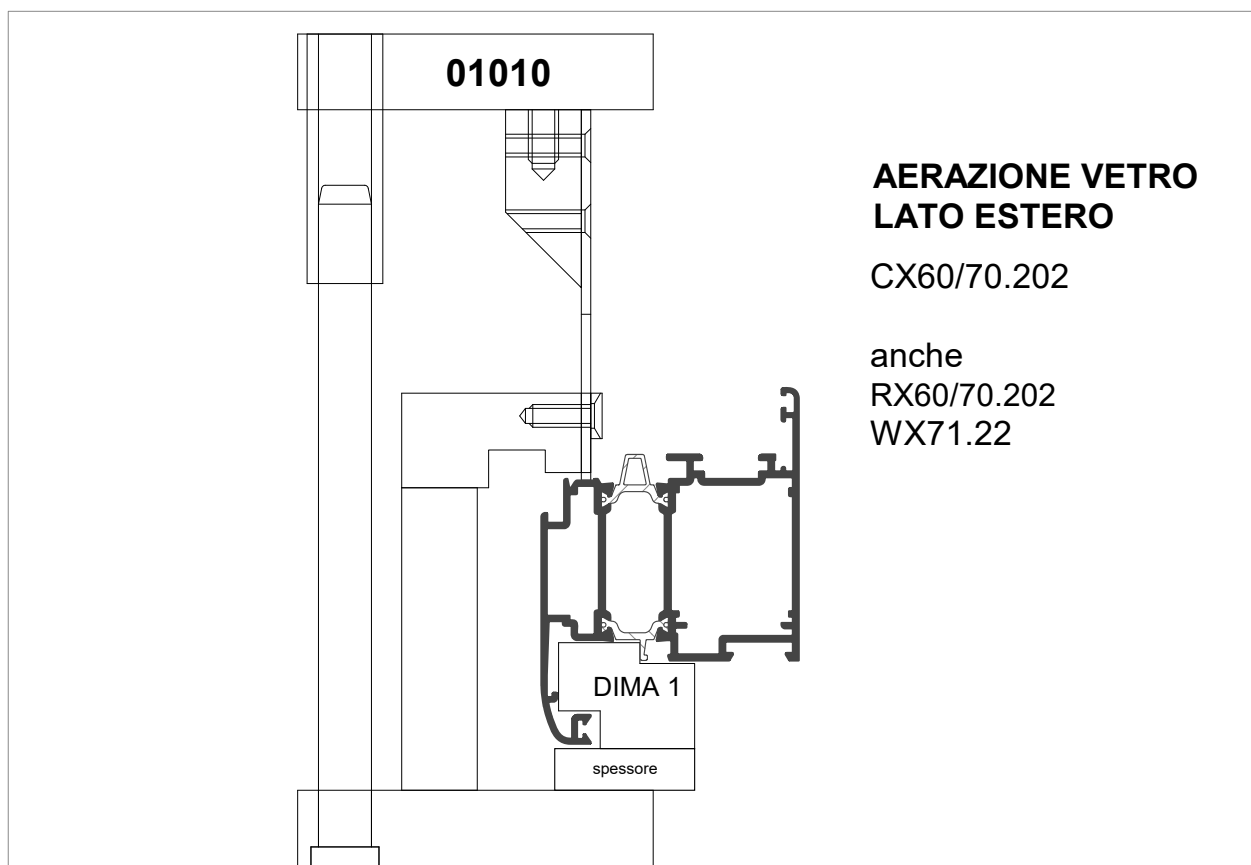 01010
AERAZIONE VETRO
LATO ESTERO
CX60/70.202
anche
RX60/70.202
WX71.22
DIMA 1
spessore